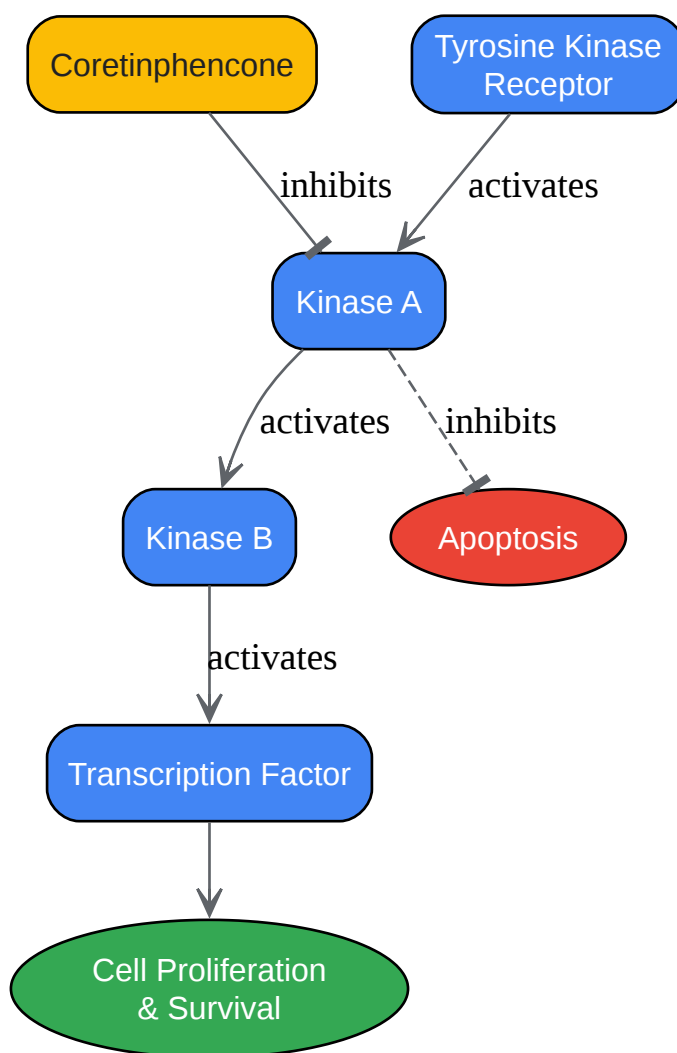 Coretinphencone
Tyrosine Kinase
Receptor
inhibits
activates
Kinase A
activates
inhibits
Kinase B
Apoptosis
activates
Transcription Factor
Cell Proliferation
& Survival